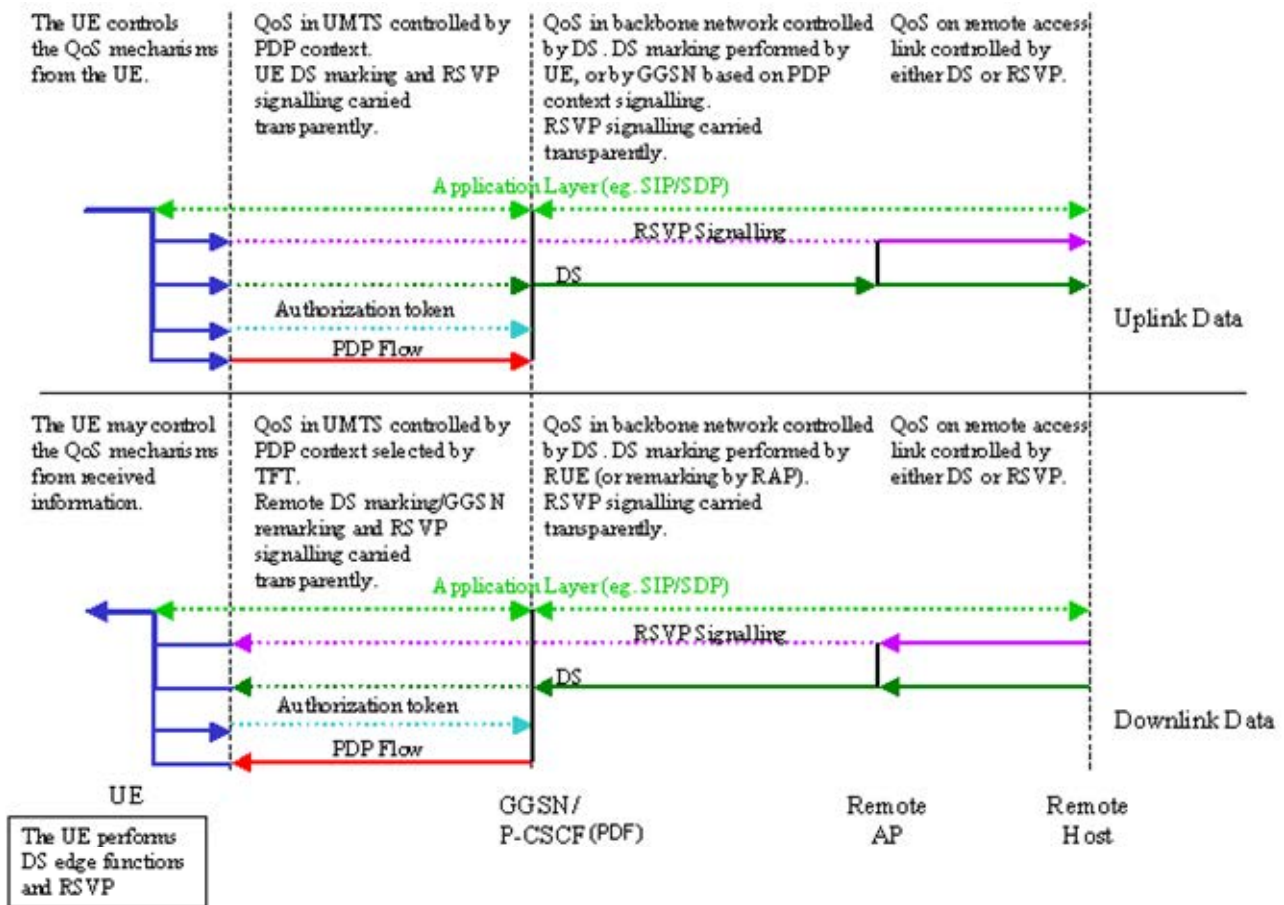 The UE controls
the QoS mechanisms
from the UE.
QoS in UMTS controlled by
PDP context.
UE DS marking and RSVP
signalling carried
transparently.
QoS in backbone network controlled
by DS. DS marking performed by
UE, or by GGSN based on PDP
context signalling.
RSVP signalling carried
transparently.
QoS on remote access
link controlled by
either DS or RSVP.
Application Layer (eg. SIP/SDP)
RSVP Signalling
DS
Authorization token
PDP Flow
Uplink Data
The UE may control
the QoS mechanisms
from received
information.
QoS in UMTS controlled by
PDP context selected by
TFT.
Remote DS marking/GGSN
remarking and RSVP
signalling carried
transparently.
QoS in backbone network controlled
by DS. DS marking performed by
RUE (or remarking by RAP).
RSVP signalling carried
transparently.
QoS on remote access
link controlled by
either DS or RSVP.
Application Layer (eg. SIP/SDP)
RSVP Signalling
DS
Authorization token
PDP Flow
Downlink Data
UE
GGSN/
P-CSCF(PDF)
Remote
AP
Remote
Host
The UE performs
DS edge functions
and RSVP